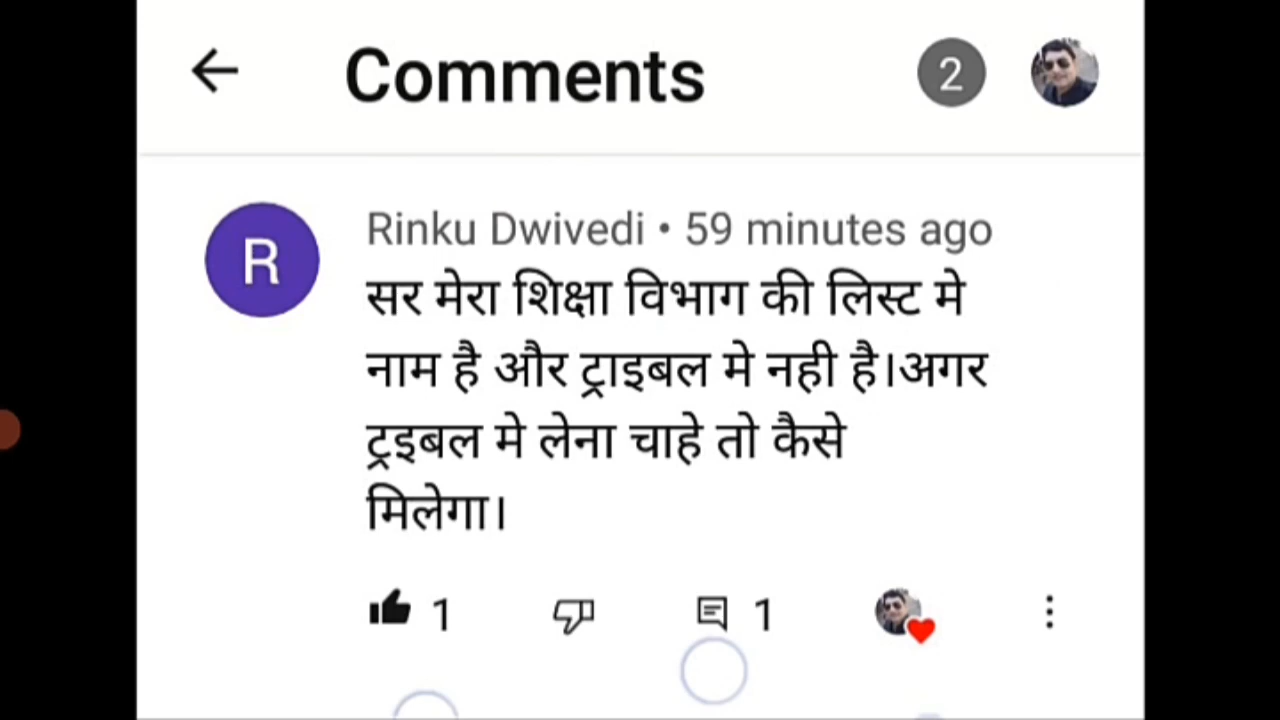 Comments
2
R
Rinku Dwivedi • 59 minutes ago
सर मेरा शिक्षा विभाग की लिस्ट मे
नाम है और ट्राइबल मे नही है।अगर
ट्रइबल मे लेना चाहे तो कैसे
मिलेगा।
1 1